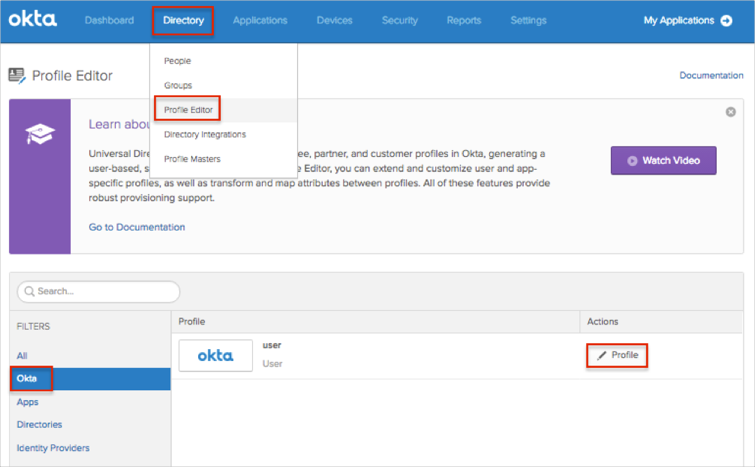 okta Dashboard Directory Applications Devices Security Reports Settings My Applications
People
Profile Editor Documentation
Groups
Profile Editor
Directory Integrations
Profile Masters
Learn abou
Universal Dire ee, partner, and customer profiles in Okta, generating a
user-based, s e Editor, you can extend and customize user and app-
specific profiles, as well as transform and map attributes between profiles. All of these features provide
robust provisioning support.
Watch Video
Go to Documentation
Search...
FILTERS
All
Okta
Apps
Directories
Identity Providers
Profile Actions
okta user
User
Profile